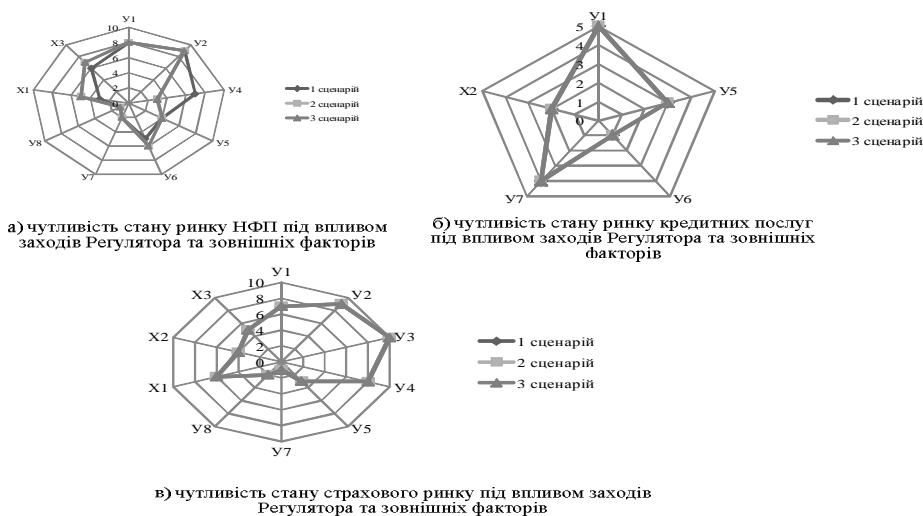 У1
10
8
6
4
2
0
У2
У4
У5
У6
У7
У8
Х1
Х3
1 сценарій
2 сценарій
3 сценарій
а) чутливість стану ринку НФП під впливом
заходів Регулятора та зовнішніх факторів
У1
5
4
3
2
1
0
У5
У6
У7
Х2
1 сценарій
2 сценарій
3 сценарій
б) чутливість стану ринку кредитних послуг
під впливом заходів Регулятора та зовнішніх
факторів
У1
10
8
6
4
2
0
У2
У3
У4
У5
У7
У8
Х1
Х2
Х3
1 сценарій
2 сценарій
3 сценарій
в) чутливість стану страхового ринку під впливом заходів
Регулятора та зовнішніх факторів